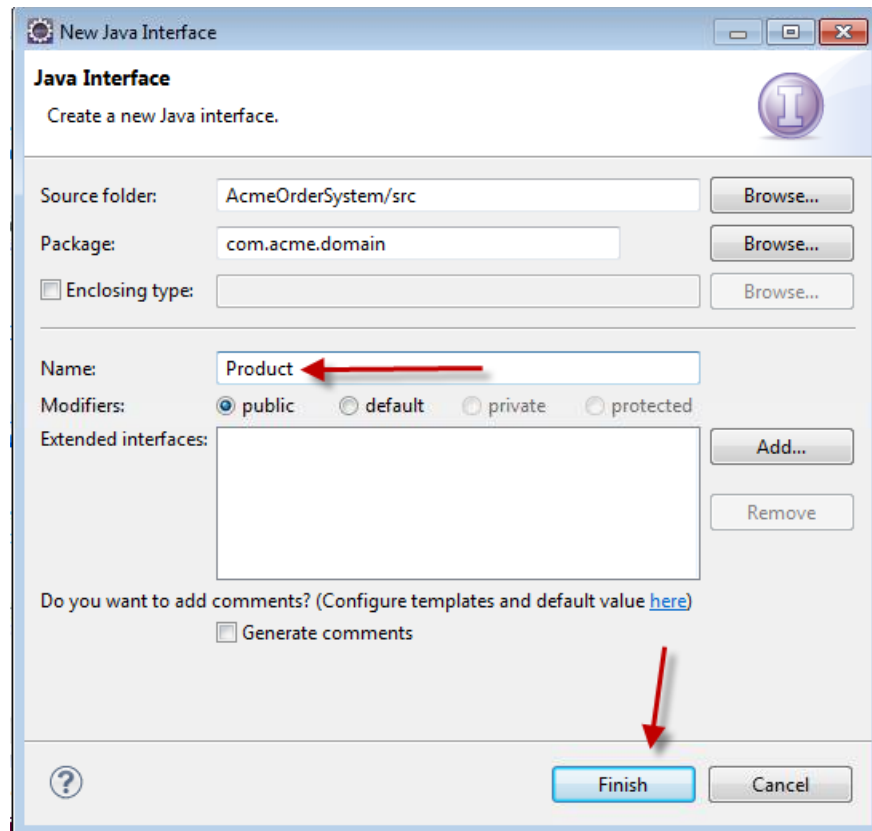 New Java Interface
Java Interface
Create a new Java interface.
Source folder: AcmeOrderSystem/src Browse...
Package: com.acme.domain Browse...
Enclosing type: Browse...
Name: Product
Modifiers: public default private protected
Extended interfaces: Add...
Remove
Do you want to add comments? (Configure templates and default value here)
Generate comments
? Finish Cancel